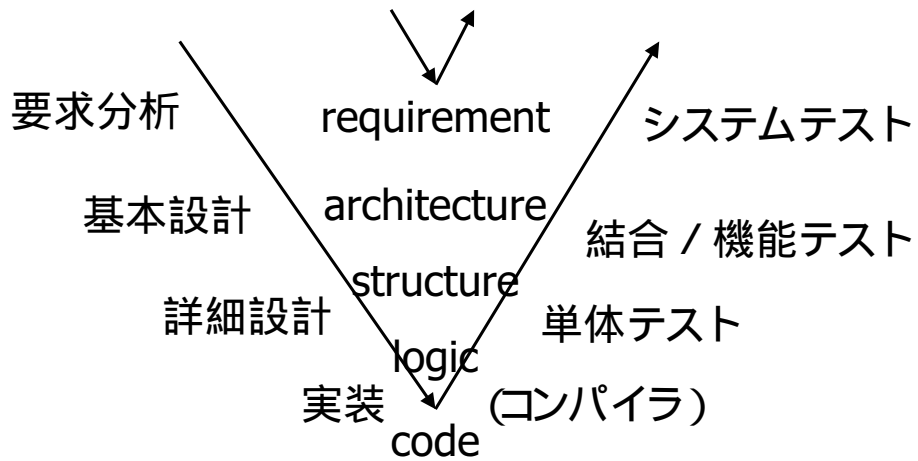 要求分析
requirement
システムテスト
基本設計
architecture
結合 / 機能テスト
structure
詳細設計
単体テスト
logic
実装
(コンパイラ)
code